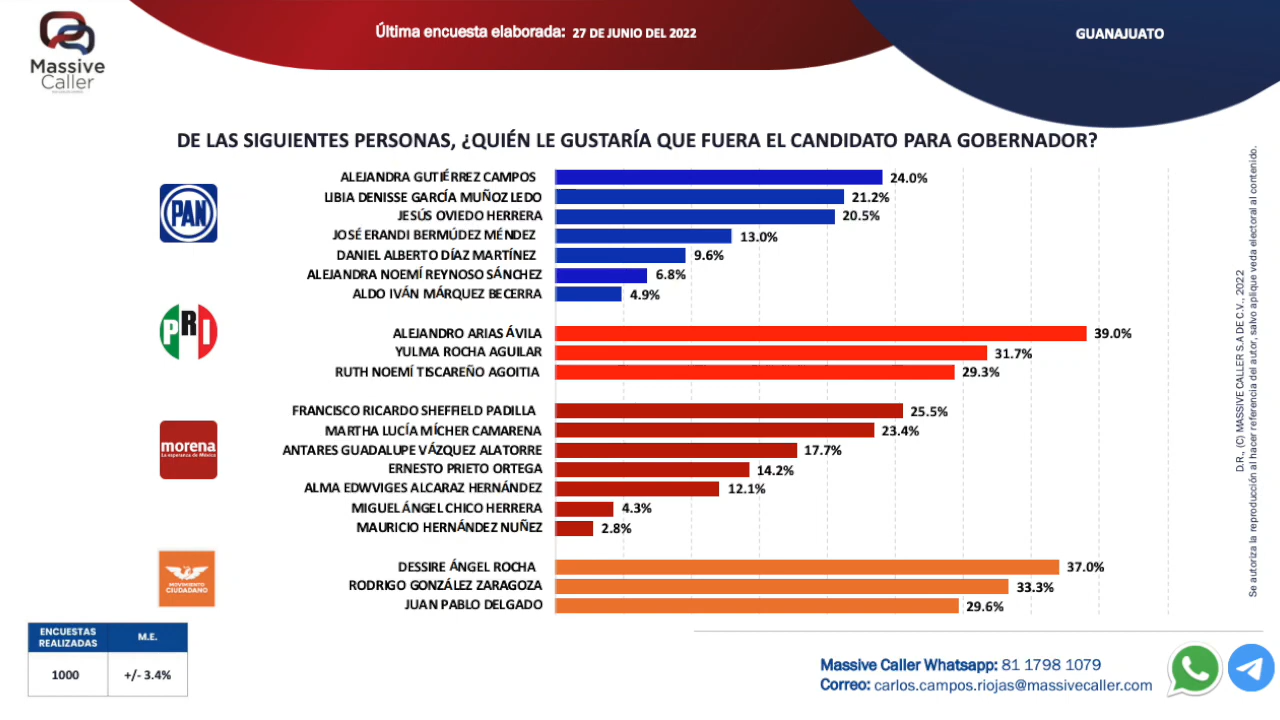 Massive
Caller
Última encuesta elaborada: 27 DE JUNIO DEL 2022
GUANAJUATO
DE LAS SIGUIENTES PERSONAS, ¿QUIÉN LE GUSTARÍA QUE FUERA EL CANDIDATO PARA GOBERNADOR?
PAN
ALEJANDRA GUTIÉRREZ CAMPOS 24.0%
LIBIA DENISSE GARCÍA MUÑOZ LEDO 21.2%
JESÚS OVIEDO HERRERA 20.5%
JOSÉ ERANDI BERMÚDEZ MÉNDEZ 13.0%
DANIEL ALBERTO DÍAZ MARTÍNEZ 9.6%
ALEJANDRA NOEMÍ REYNOSO SÁNCHEZ 6.8%
ALDO IVÁN MÁRQUEZ BECERRA 4.9%
PRI
ALEJANDRO ARIAS ÁVILA 39.0%
YULMA ROCHA AGUILAR 31.7%
RUTH NOEMÍ TISCAREÑO AGOITIA 29.3%
morena
La esperanza de México
FRANCISCO RICARDO SHEFFIELD PADILLA 25.5%
MARTHA LUCÍA MÍCHER CAMARENA 23.4%
ANTARES GUADALUPE VÁZQUEZ ALATORRE 17.7%
ERNESTO PRIETO ORTEGA 14.2%
ALMA EDWVIGES ALCARAZ HERNÁNDEZ 12.1%
MIGUEL ÁNGEL CHICO HERRERA 4.3%
MAURICIO HERNÁNDEZ NUÑEZ 2.8%
MOVIMIENTO
CIUDADANO
DESSIRE ÁNGEL ROCHA 37.0%
RODRIGO GONZÁLEZ ZARAGOZA 33.3%
JUAN PABLO DELGADO 29.6%
D.R., (C) MASSIVE CALLER S.A DE C.V., 2022
Se autoriza la reproducción al hacer referencia del autor, salvo aplique veda electoral al contenido.
ENCUESTAS REALIZADAS M.E.
1000 +/- 3.4%
Massive Caller Whatsapp: 81 1798 1079
Correo: carlos.campos.riojas@massivecaller.com